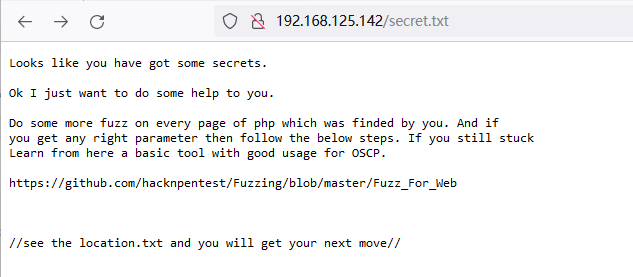 192.168.125.142/secret.txt
Looks like you have got some secrets.
Ok I just want to do some help to you.
Do some more fuzz on every page of php which was finded by you. And if
you get any right parameter then follow the below steps. If you still stuck
Learn from here a basic tool with good usage for OSCP.
https://github.com/hacknpentest/Fuzzing/blob/master/Fuzz_For_Web
//see the location.txt and you will get your next move//